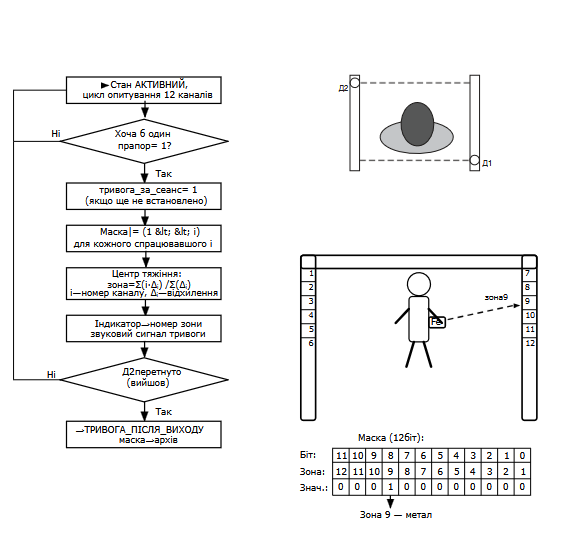 ►Стан АКТИВНИЙ,
цикл опитування 12 каналів
Ні
Хоча б один
прапор= 1?
Так
тривога_за_сеанс= 1
(якщо ще не встановлено)
Маска|= (1 &lt; &lt; i)
для кожного спрацювавшого i
Центр тяжіння:
зона=Σ(i·Δᵢ) /Σ(Δᵢ)
i—номер каналу, Δᵢ—відхилення
Індикатор→номер зони
звуковий сигнал тривоги
Ні
Д2перетнуто
(вийшов)
Так
→ТРИВОГА_ПІСЛЯ_ВИХОДУ
маска→архів
Д2
Д1
1
2
3
4
5
6
7
8
9
10
11
12
зона9
Fe
Маска (12біт):
Біт: 11 10 9 8 7 6 5 4 3 2 1 0
Зона: 12 11 10 9 8 7 6 5 4 3 2 1
Знач.: 0 0 0 1 0 0 0 0 0 0 0 0
Зона 9 — метал